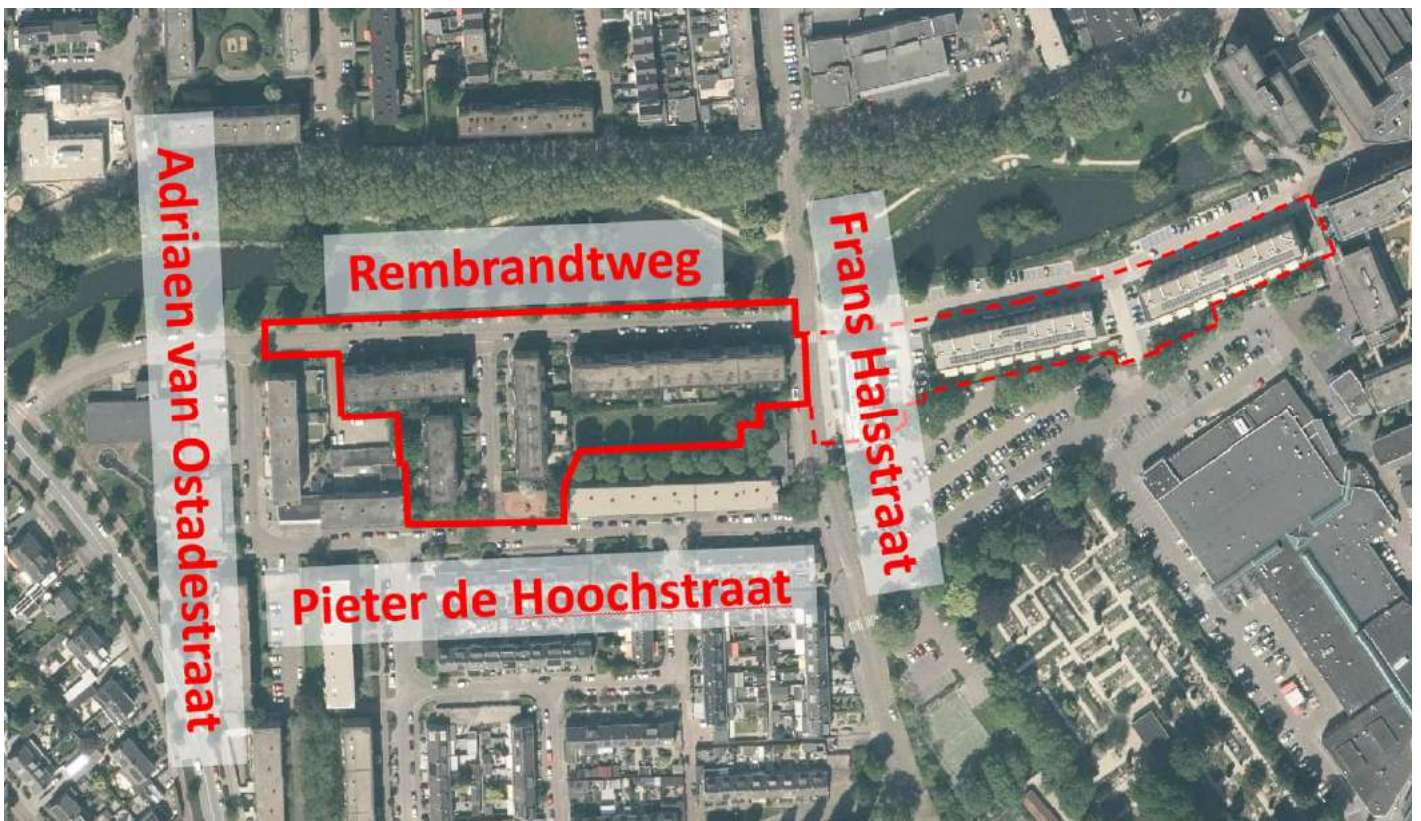 Rembrandtweg
Adriaen van Ostadestraat
Frans Halsstraat
Pieter de Hoochstraat